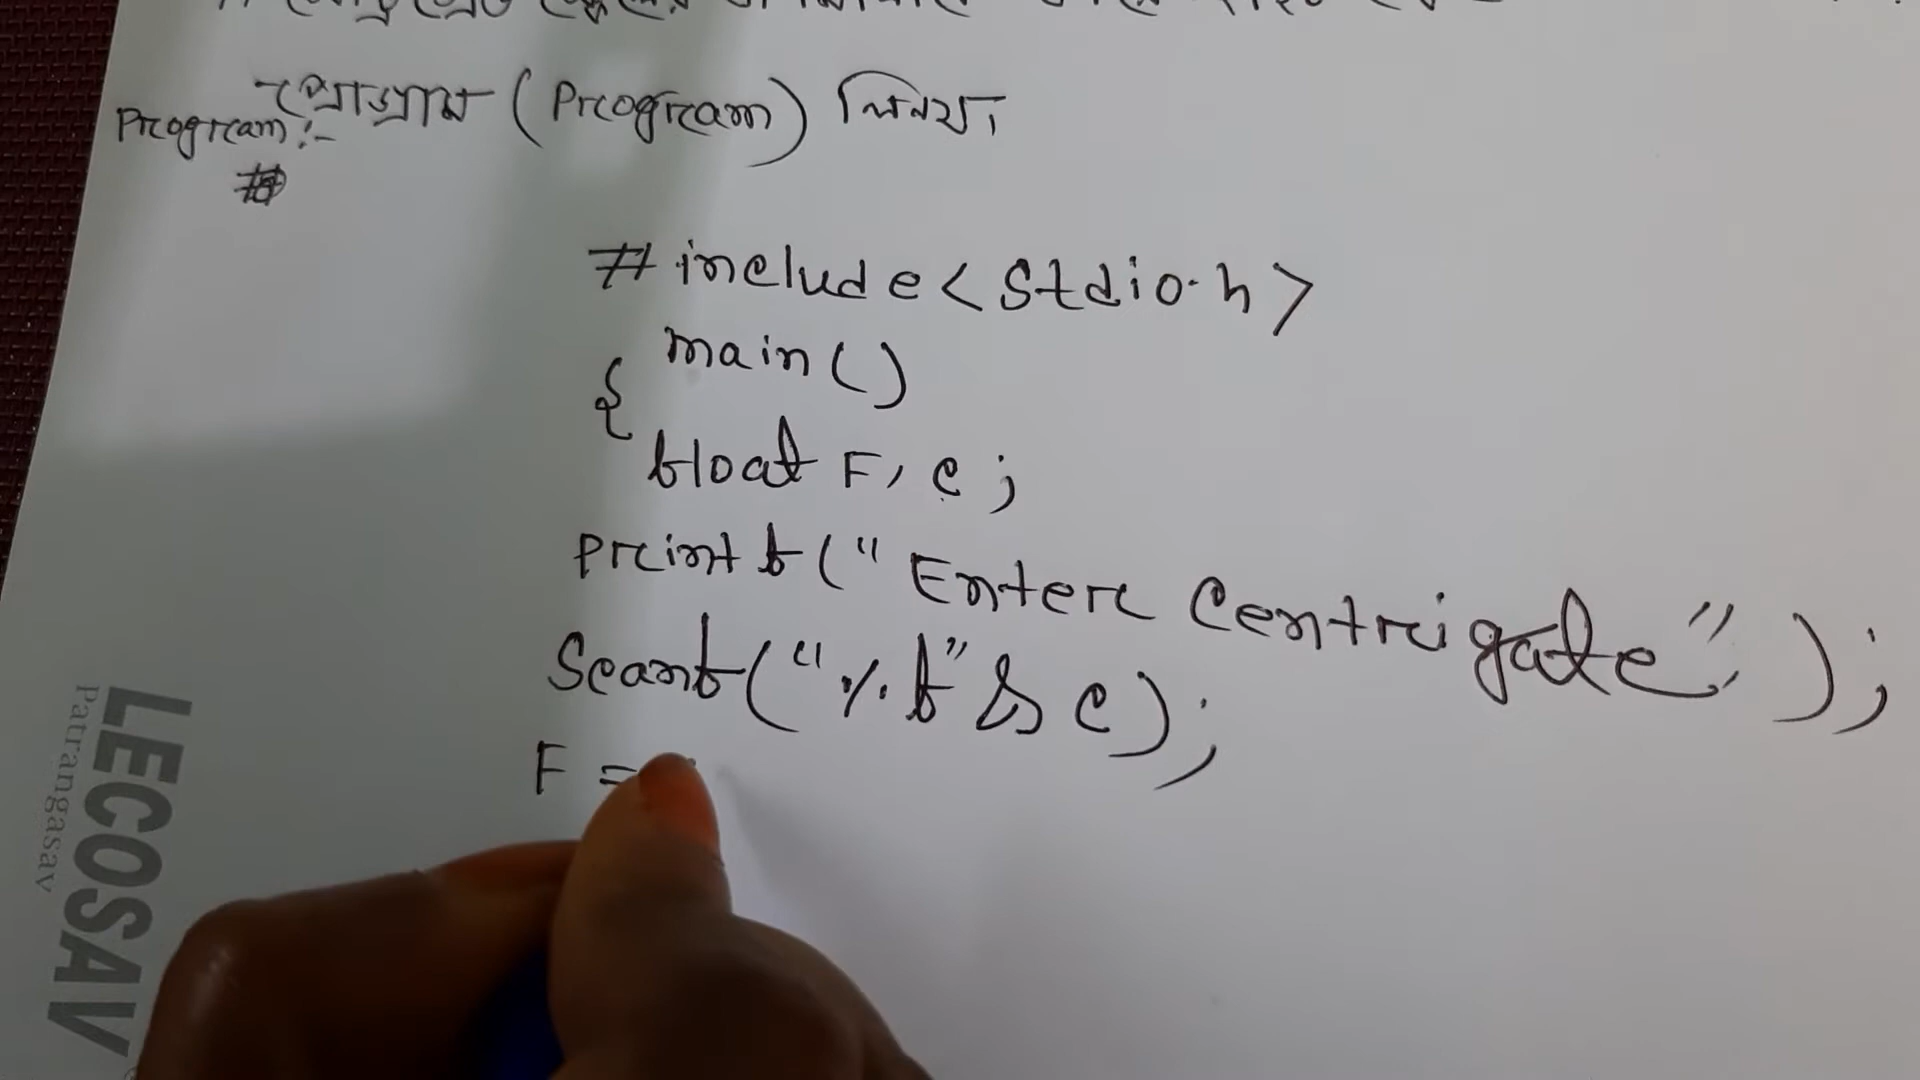 প্রোগ্রাম (Program) লিখ।
Program :-
#include<Stdio.h>
main()
{
float F, c;
printf("Enter Centrigate");
Scanf("%f"&c);
F =
LECOSAV
Patrangasav